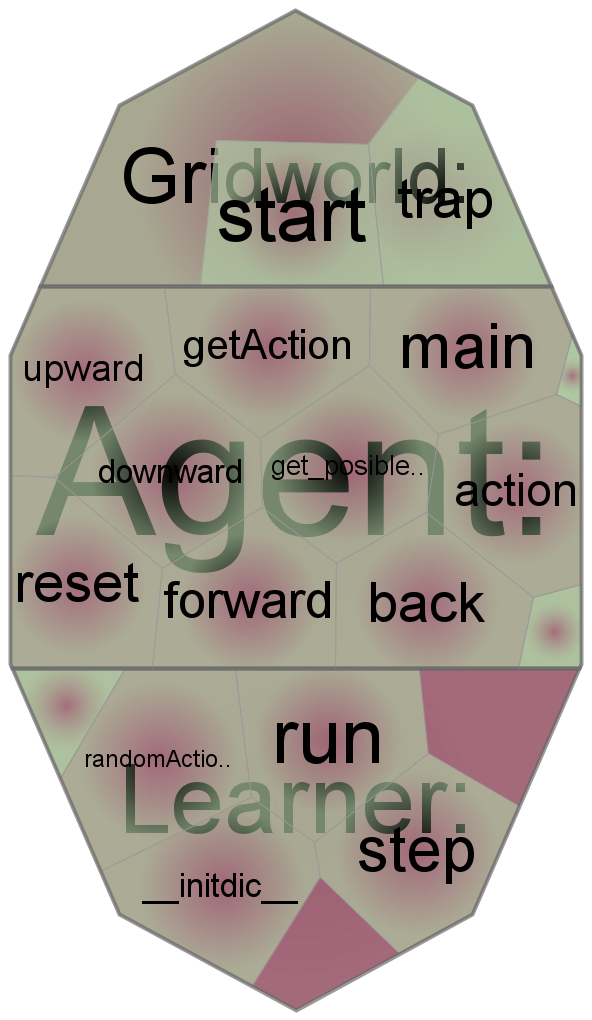 Gridworld:
start
trap
upward
getAction
main
Agent:
downward
get_posible..
action
reset
forward
back
randomActio..
run
Learner:
step
__initdic__